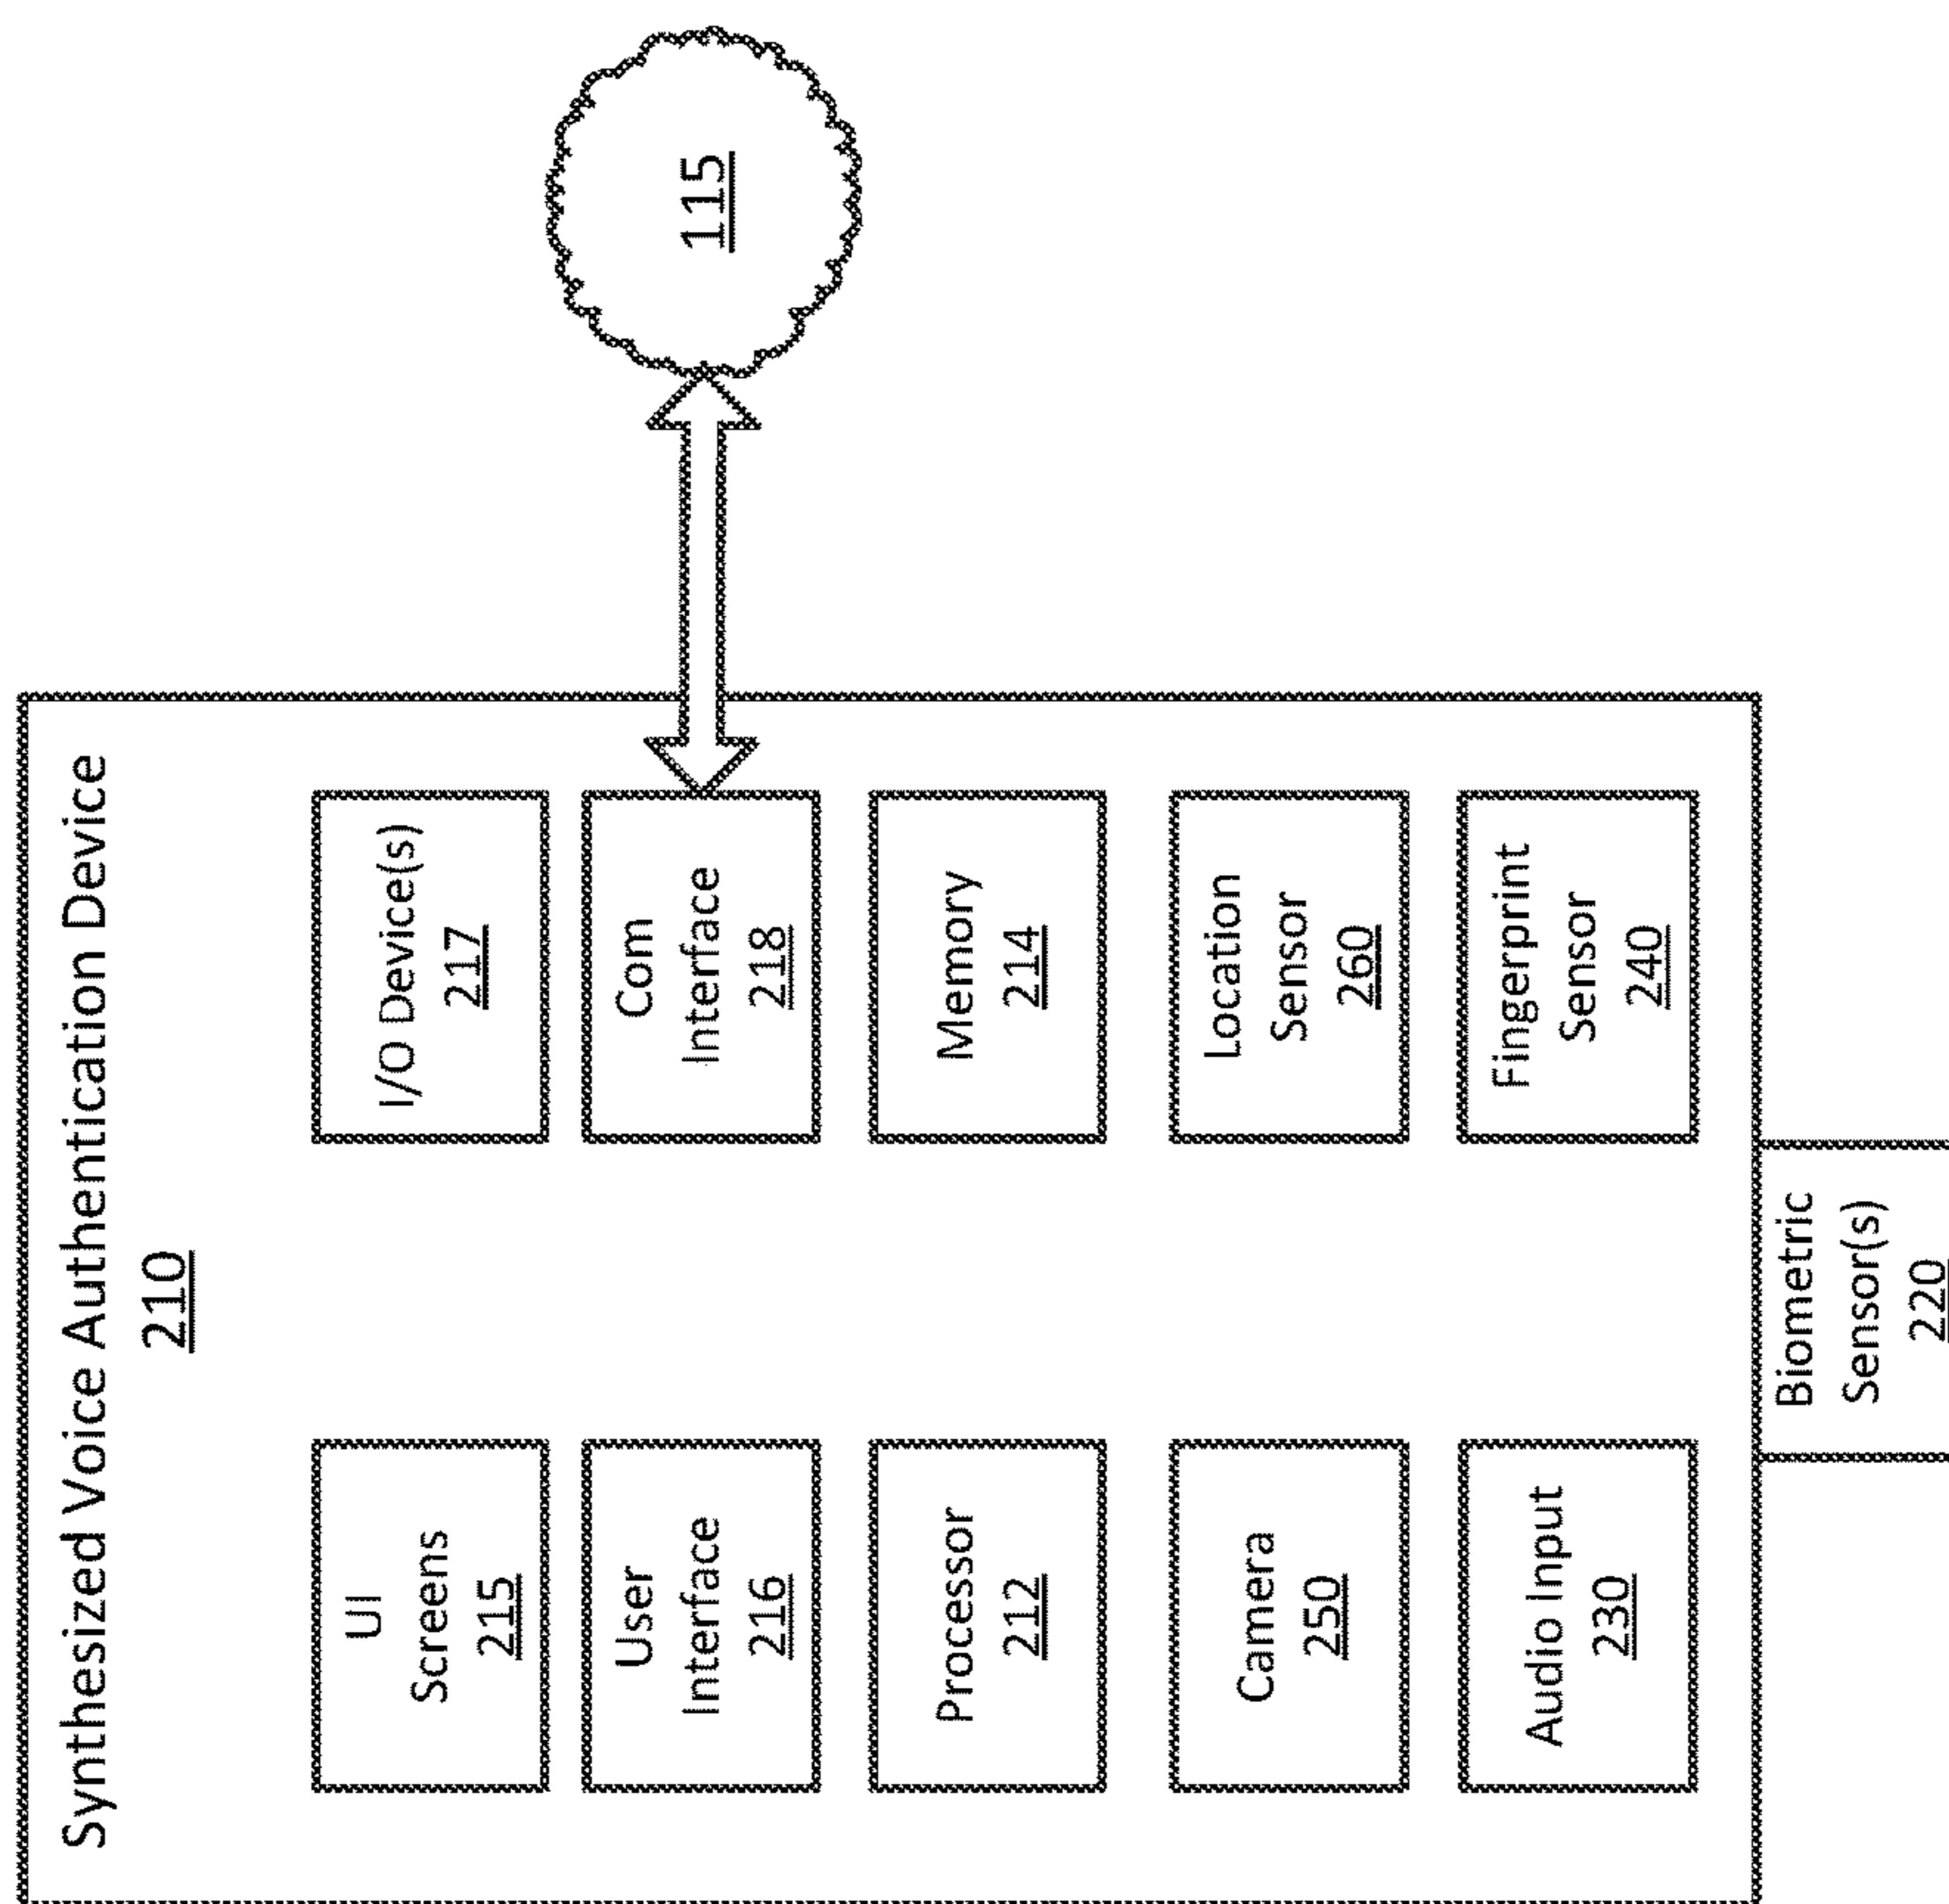 Synthesized Voice Authentication Device
210
UI
Screens
215
I/O Device(s)
217
User
Interface
216
Com
Interface
218
115
Processor
212
Memory
214
Camera
250
Location
Sensor
260
Audio Input
230
Fingerprint
Sensor
240
Biometric
Sensor(s)
220